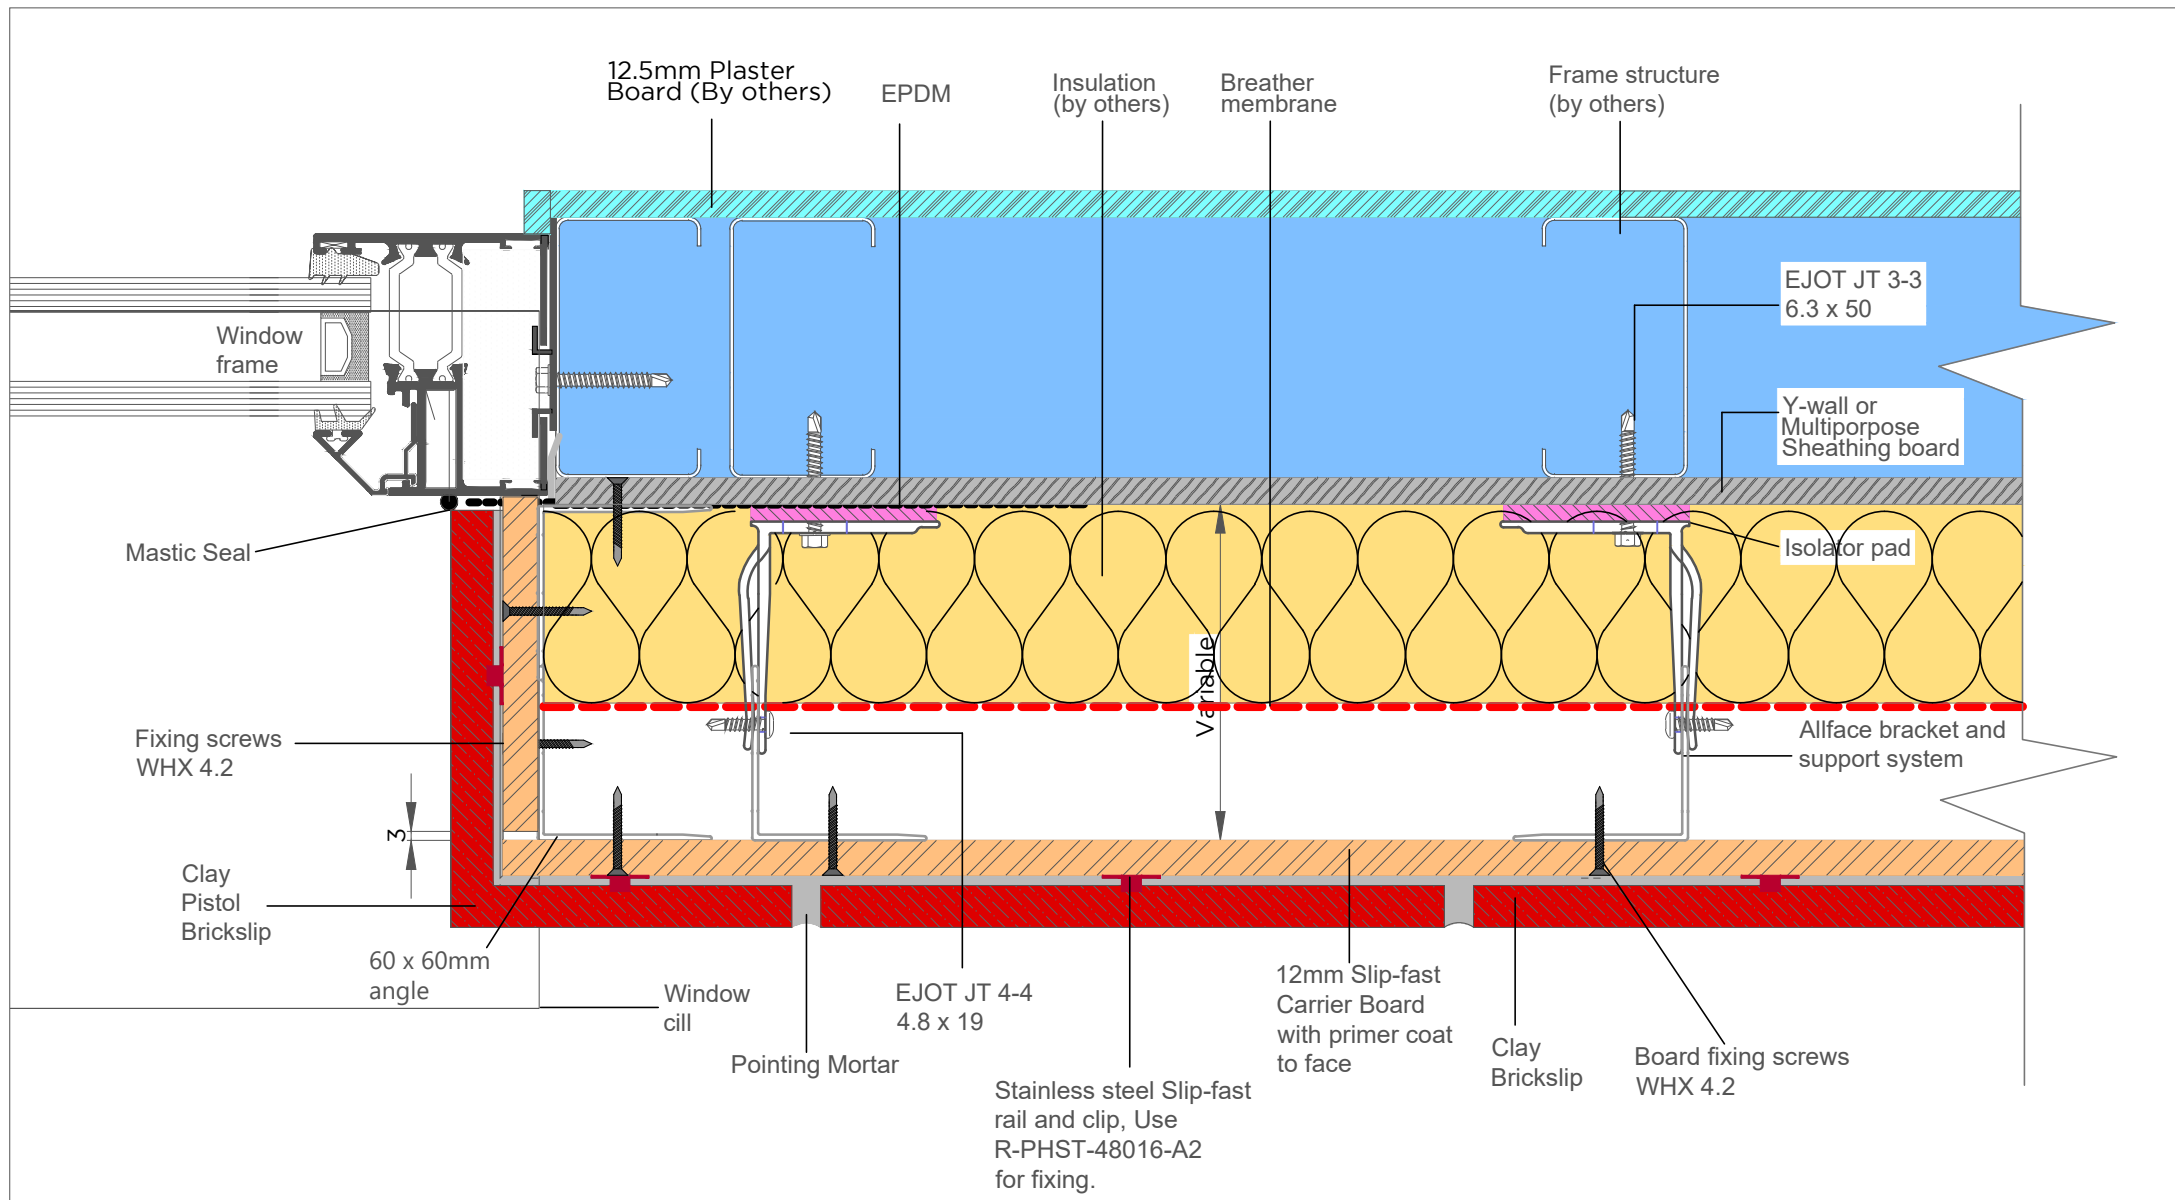 12.5mm Plaster
Board (By others)
EPDM
Insulation
(by others)
Breather
membrane
Frame structure
(by others)
EJOT JT 3-3
6.3 x 50
Window
frame
Y-wall or
Multiporpose
Sheathing board
Mastic Seal
Isolator pad
Variable
Fixing screws
WHX 4.2
Allface bracket and
support system
3
Clay
Pistol
Brickslip
60 x 60mm
angle
Window
cill
EJOT JT 4-4
4.8 x 19
Pointing Mortar
12mm Slip-fast
Carrier Board
with primer coat
to face
Clay
Brickslip
Board fixing screws
WHX 4.2
Stainless steel Slip-fast
rail and clip, Use
R-PHST-48016-A2
for fixing.